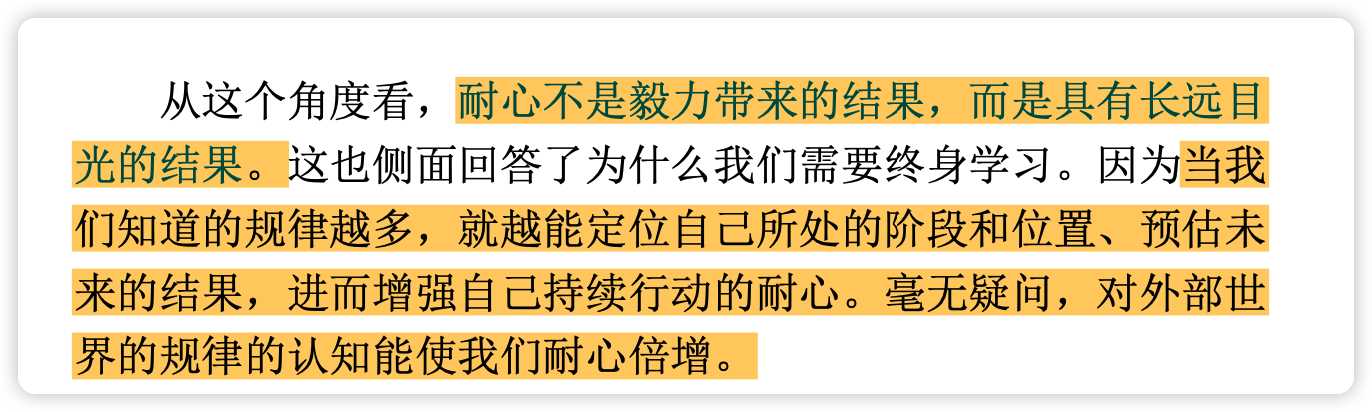 从这个角度看，耐心不是毅力带来的结果，而是具有长远目
光的结果。这也侧面回答了为什么我们需要终身学习。因为当我
们知道的规律越多，就越能定位自己所处的阶段和位置、预估未
来的结果，进而增强自己持续行动的耐心。毫无疑问，对外部世
界的规律的认知能使我们耐心倍增。